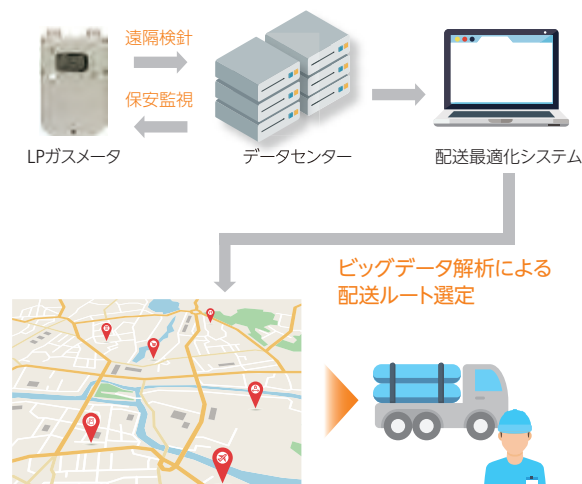 遠隔検針
保安監視
LPガスメータ
データセンター
配送最適化システム
ビッグデータ解析による
配送ルート選定